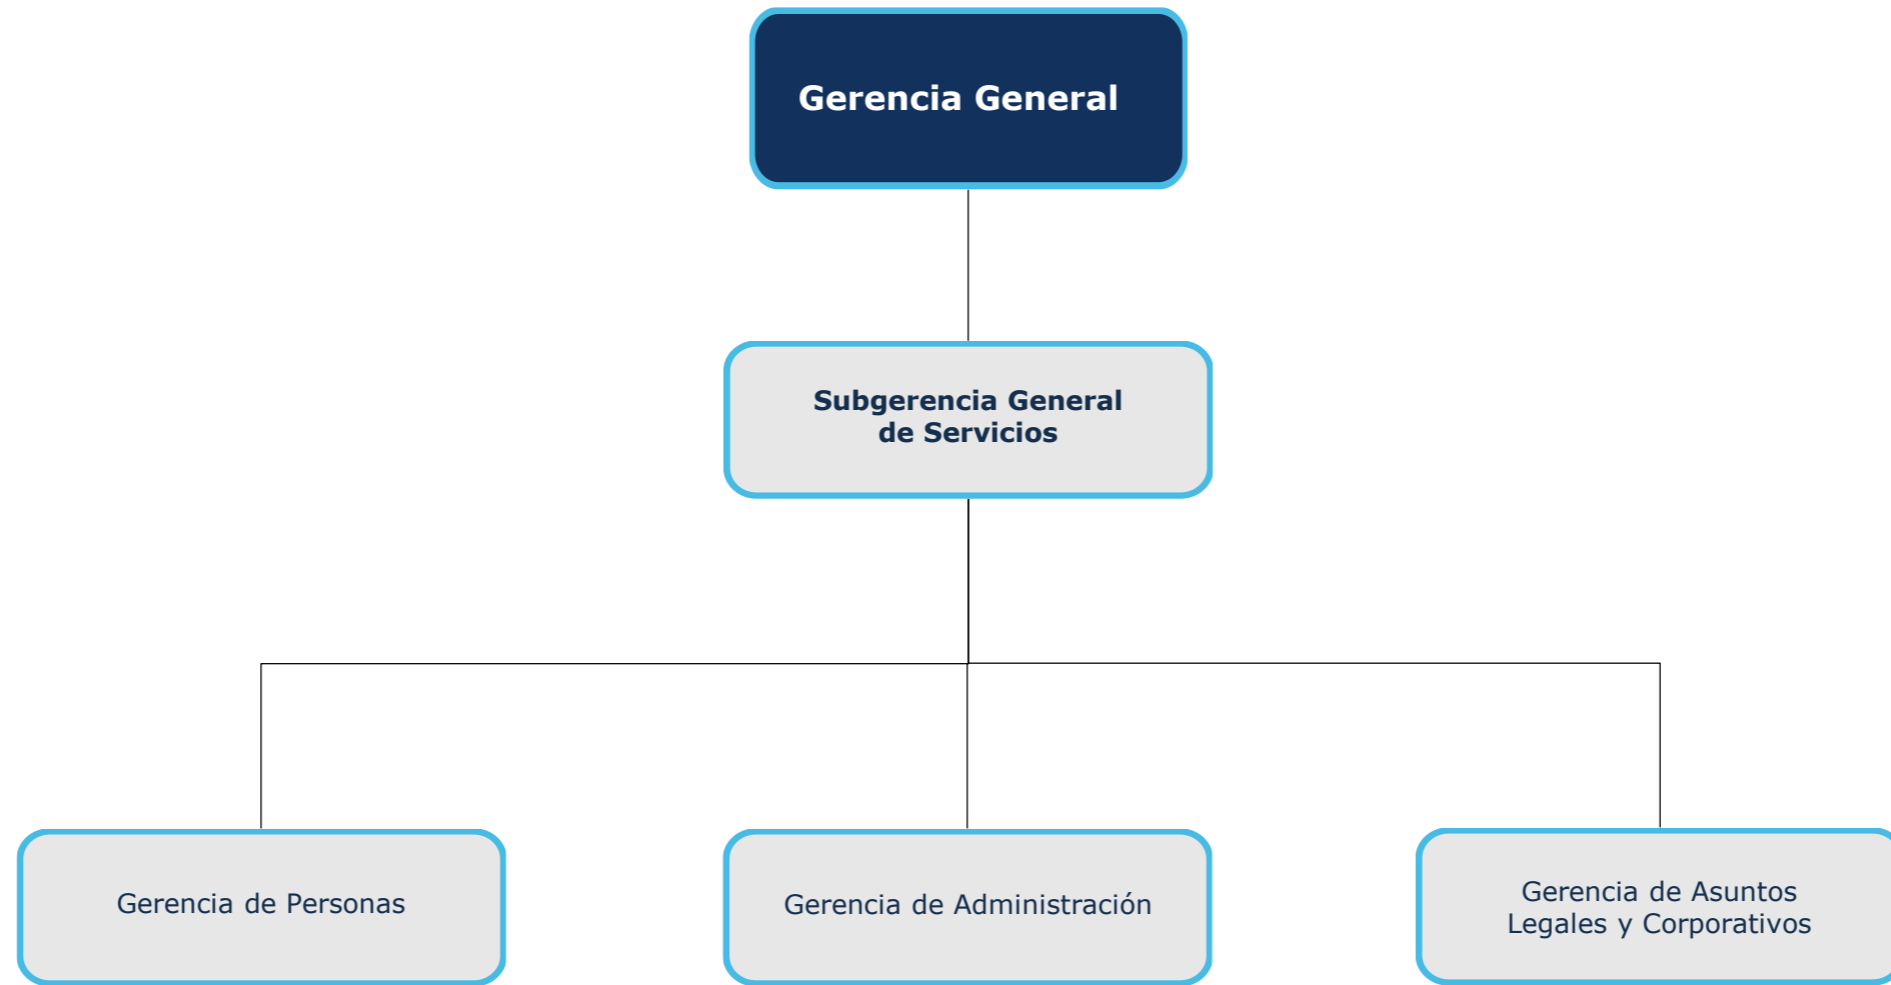 Gerencia General
Subgerencia General
de Servicios
Gerencia de Personas
Gerencia de Administración
Gerencia de Asuntos
Legales y Corporativos